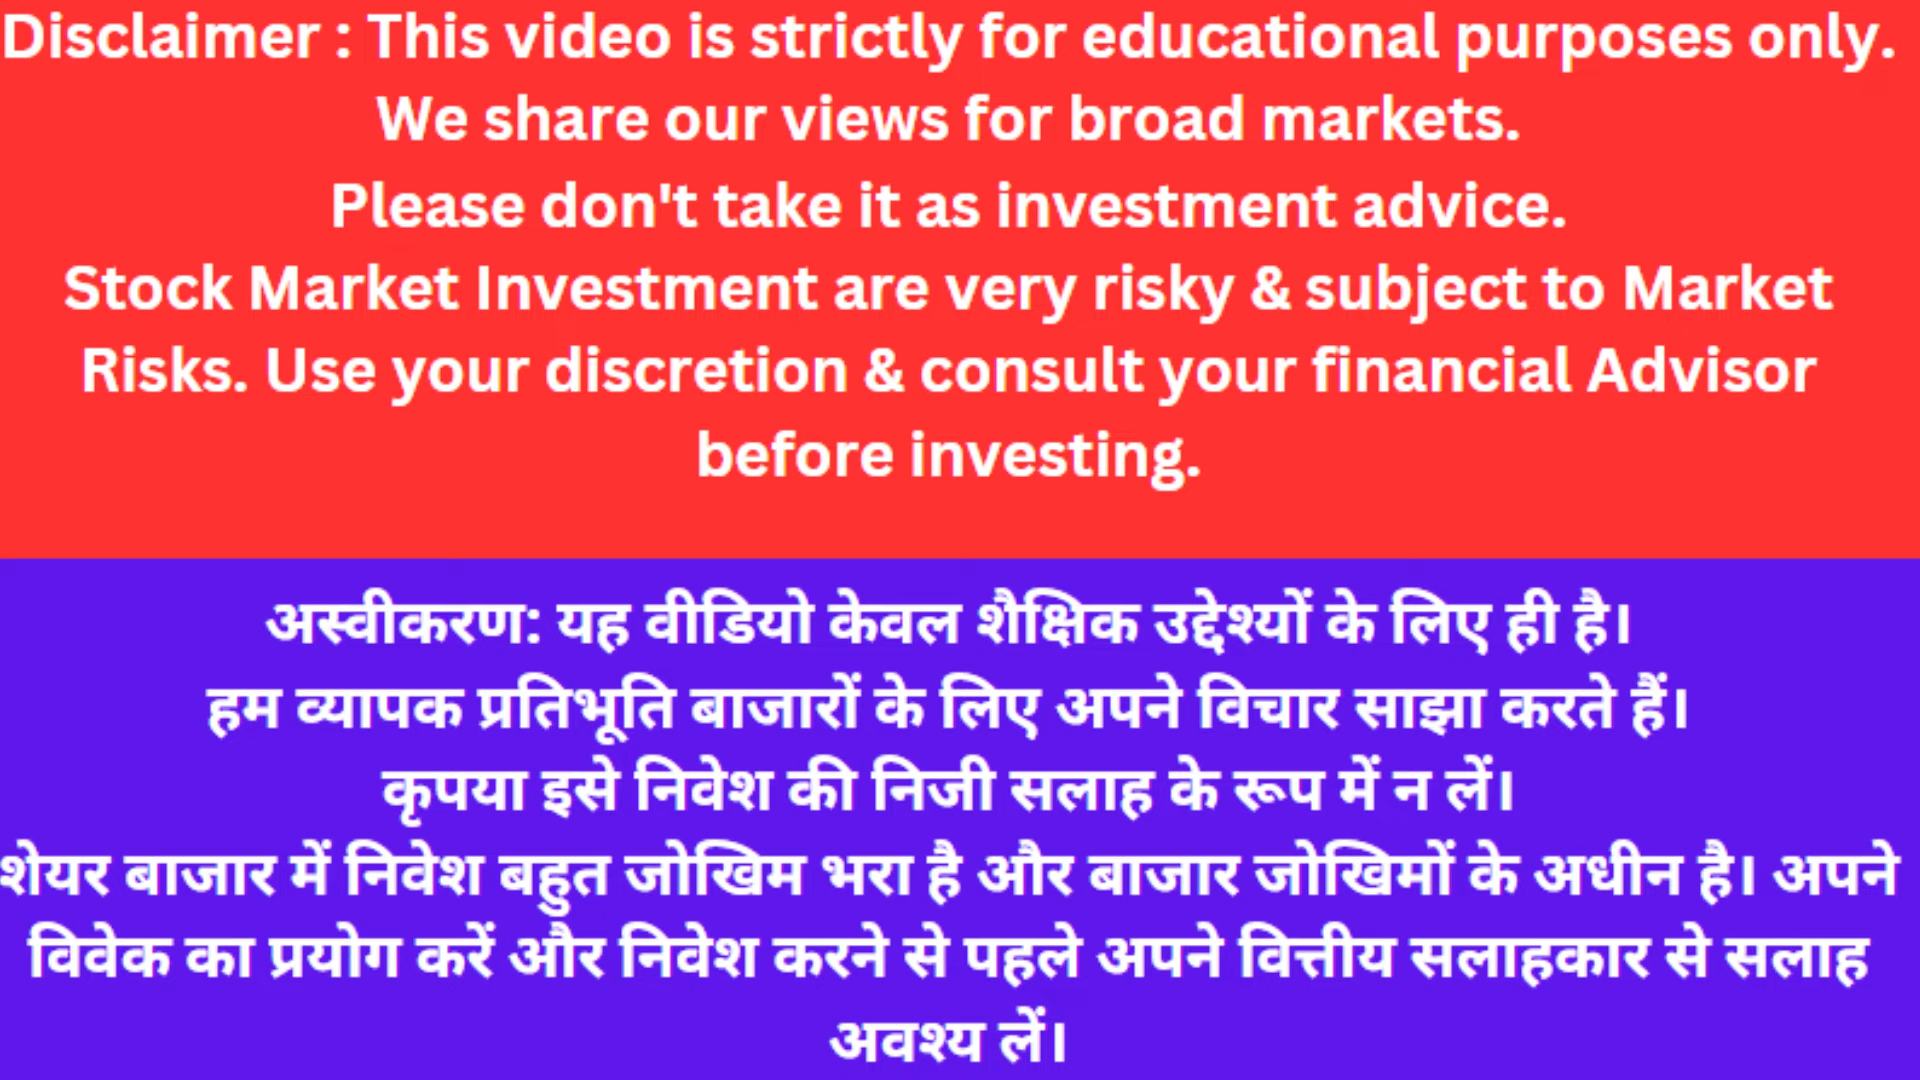 Disclaimer : This video is strictly for educational purposes only.
We share our views for broad markets.
Please don't take it as investment advice.
Stock Market Investment are very risky & subject to Market
Risks. Use your discretion & consult your financial Advisor
before investing.
अस्वीकरण: यह वीडियो केवल शैक्षिक उद्देश्यों के लिए ही है।
हम व्यापक प्रतिभूति बाजारों के लिए अपने विचार साझा करते हैं।
कृपया इसे निवेश की निजी सलाह के रूप में न लें।
शेयर बाजार में निवेश बहुत जोखिम भरा है और बाजार जोखिमों के अधीन है। अपने
विवेक का प्रयोग करें और निवेश करने से पहले अपने वित्तीय सलाहकार से सलाह
अवश्य लें।